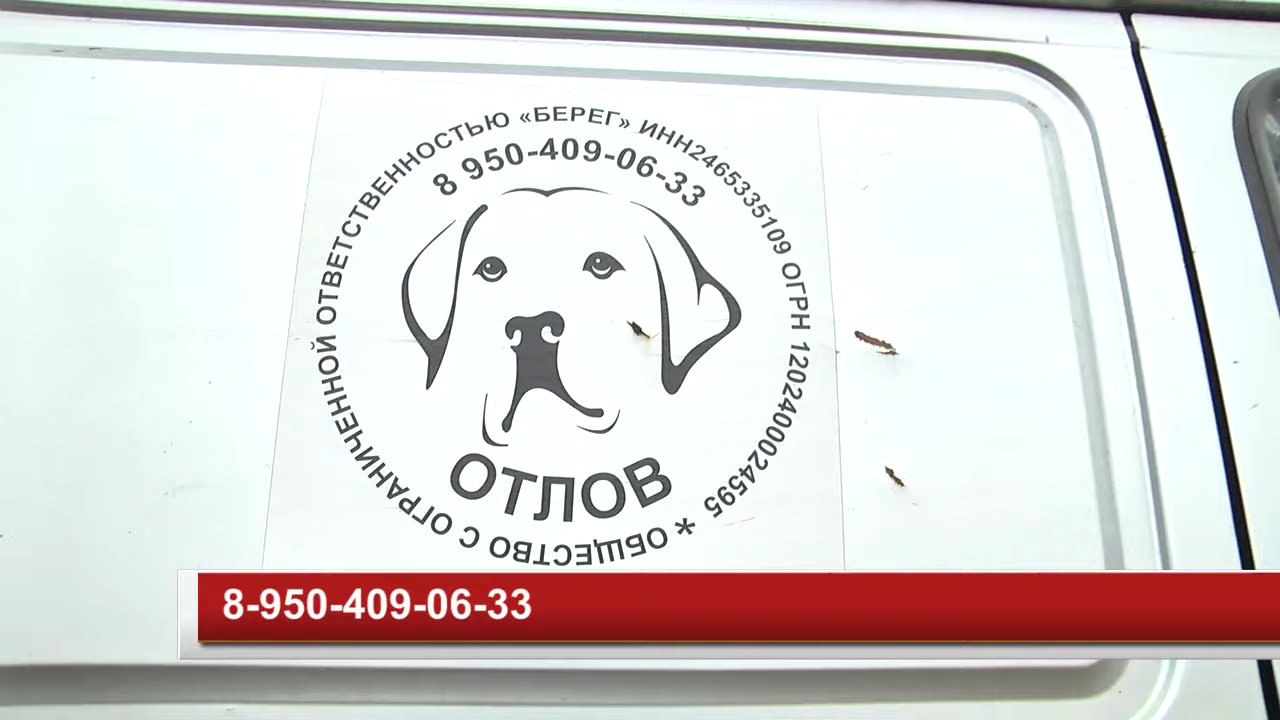 ОБЩЕСТВО С ОГРАНИЧЕННОЙ ОТВЕТСТВЕННОСТЬЮ «БЕРЕГ» ИНН2465335109 ОГРН 1202400024595 *
8 950-409-06-33
ОТЛОВ
8-950-409-06-33